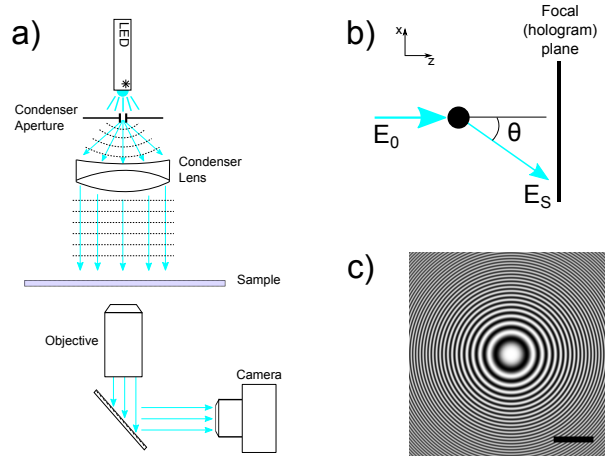 a)
LED
Condenser
Aperture
Condenser
Lens
Sample
Objective
Camera
b)
x
z
Focal
(hologram)
plane
E0
θ
ES
c)